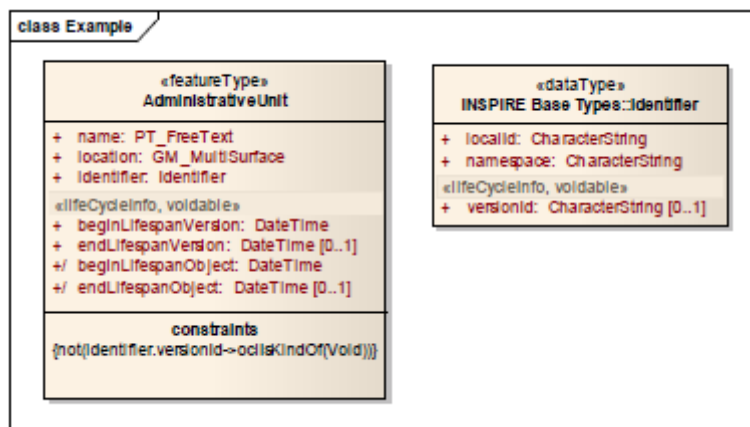 class Example
«featureType»
AdministrativeUnit
+ name: PT_FreeText
+ location: GM_MultiSurface
+ identifier: Identifier
«lifeCycleInfo, voidable»
+ beginLifespanVersion: DateTime
+ endLifespanVersion: DateTime [0..1]
+/ beginLifespanObject: DateTime
+/ endLifespanObject: DateTime [0..1]
constraints
{not(identifier.versionId->oclIsKindOf(Void))}
«dataType»
INSPIRE Base Types::Identifier
+ localId: CharacterString
+ namespace: CharacterString
«lifeCycleInfo, voidable»
+ versionId: CharacterString [0..1]